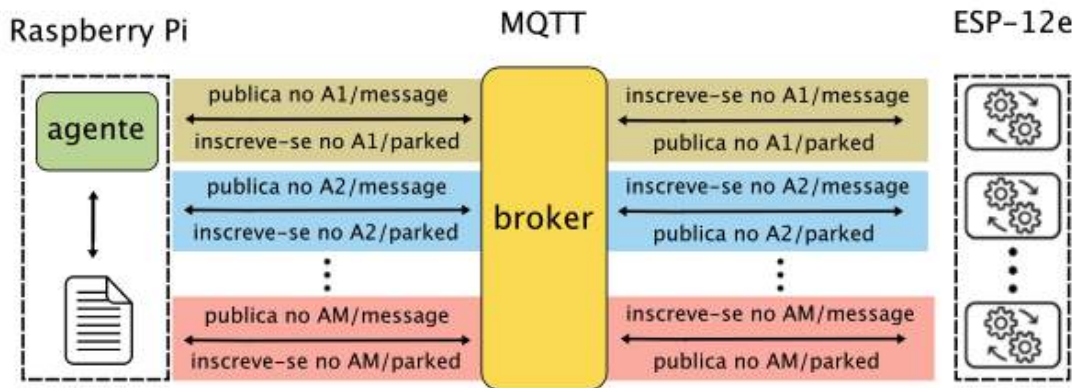 Raspberry Pi
MQTT
ESP-12e
agente
publica no A1/message
inscreve-se no A1/parked
publica no A2/message
inscreve-se no A2/parked
publica no AM/message
inscreve-se no AM/parked
broker
inscreve-se no A1/message
publica no A1/parked
inscreve-se no A2/message
publica no A2/parked
inscreve-se no AM/message
publica no AM/parked